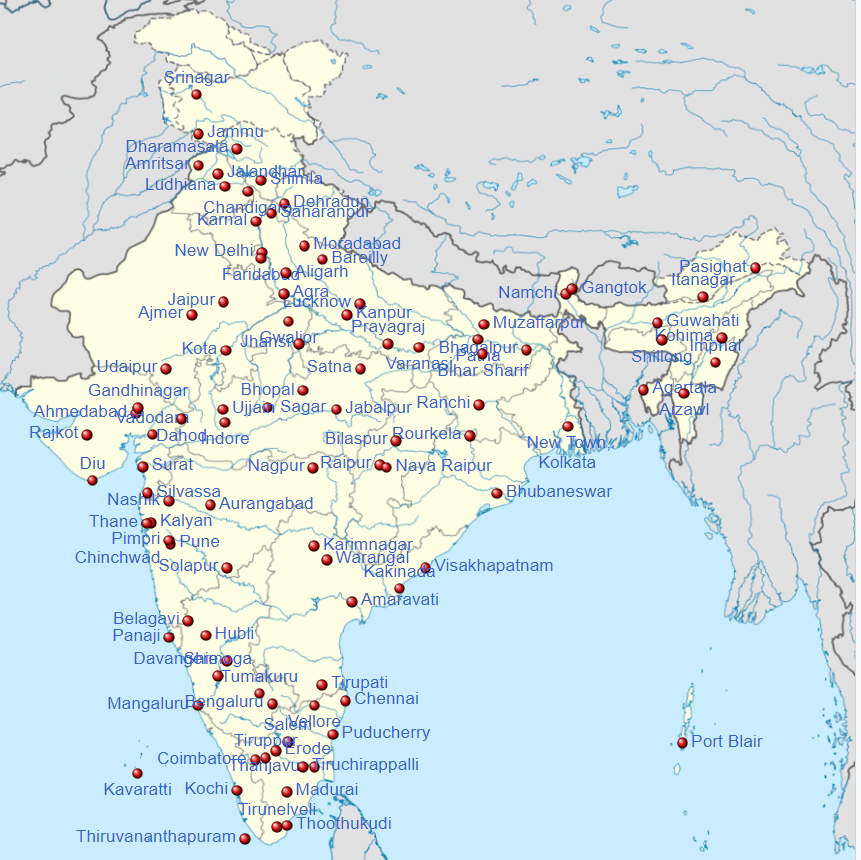 Srinagar
Jammu
Dharamasala
Amritsar
Jalandhar
Shimla
Ludhiana
Dehradun
Chandigarh
Saharanpur
Karnal
Moradabad
New Delhi
Bareilly
Pasighat
Faridabad
Aligarh
Itanagar
Gangtok
Agra
Namchi
Jaipur
Lucknow
Ajmer
Kanpur
Guwahati
Muzaffarpur
Prayagraj
Kohima
Gwalior
Jhansi
Imphal
Kota
Bhagalpur
Patna
Shillong
Varanasi
Udaipur
Satna
Bihar Sharif
Gandhinagar
Bhopal
Agartala
Ahmedabad
Ujjain
Sagar
Jabalpur
Ranchi
Aizawl
Vadodara
Rajkot
Dahod
Indore
Bilaspur
Rourkela
New Town,
Kolkata
Diu
Surat
Nagpur
Raipur
Naya Raipur
Silvassa
Bhubaneswar
Nashik
Aurangabad
Thane
Kalyan
Pimpri
Chinchwad
Pune
Karimnagar
Warangal
Solapur
Kakinada
Visakhapatnam
Amaravati
Belagavi
Panaji
Hubli
Davangere
Shimoga
Tumakuru
Tirupati
Mangaluru
Bengaluru
Chennai
Vellore
Salem
Puducherry
Tiruppur
Erode
Port Blair
Coimbatore
Thanjavur
Tiruchirappalli
Kavaratti
Kochi
Madurai
Tirunelveli
Thoothukudi
Thiruvananthapuram